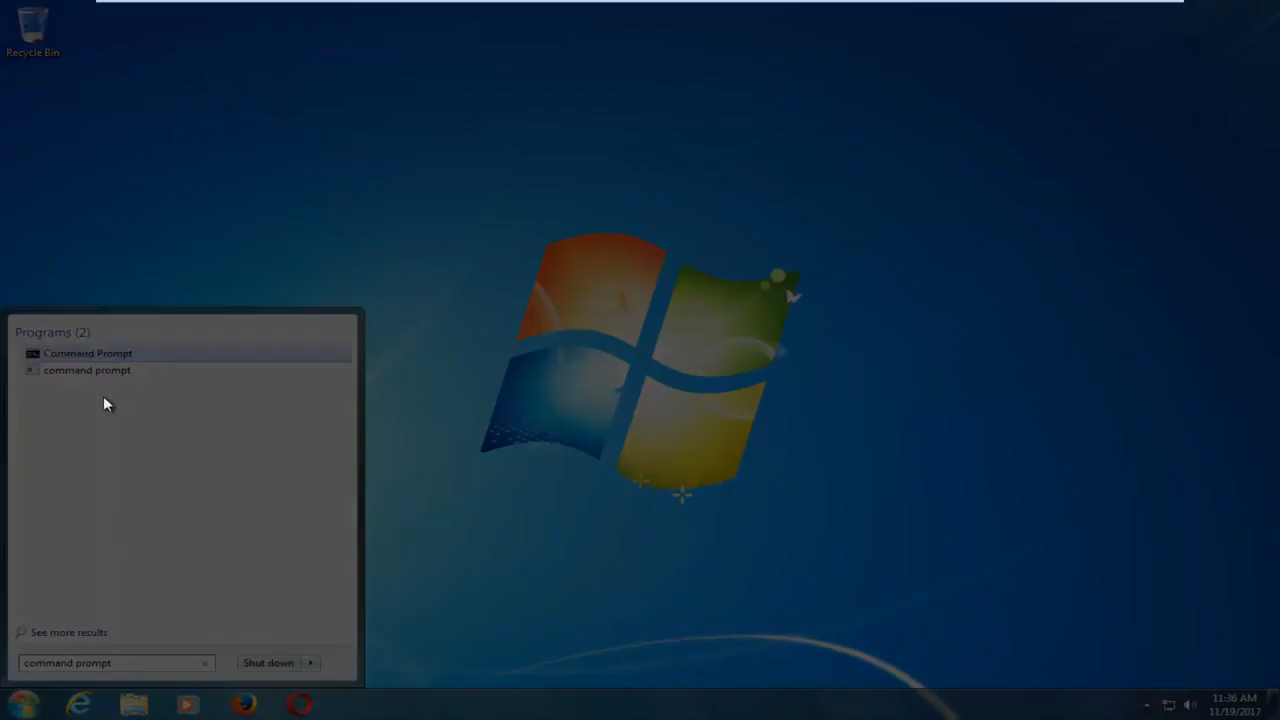 Recycle Bin
Programs (2)
Command Prompt
command prompt
See more results
command prompt
Shut down
11:36 AM
11/19/2017